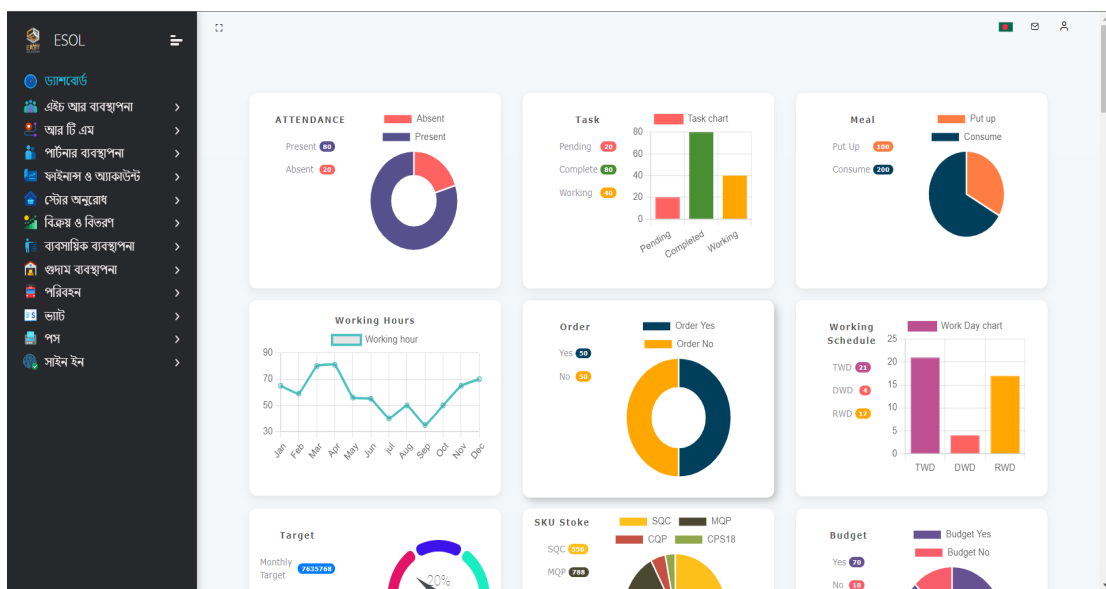 ESOL
ড্যাশবোর্ড
এইচ আর ব্যবস্থাপনা
আর টি এম
পার্টনার ব্যবস্থাপনা
ফাইনান্স ও অ্যাকাউন্ট
স্টোর অনুরোধ
বিক্রয় ও বিতরণ
ব্যবসায়িক ব্যবস্থাপনা
গুদাম ব্যবস্থাপনা
পরিবহন
ভ্যাট
পস
সাইন ইন
ATTENDANCE
Absent
Present
Present 80
Absent 20
Task
Task chart
Pending 20
Complete 80
Working 40
80
60
40
20
0
Pending
Completed
Working
Meal
Put up
Consume
Put Up 100
Consume 200
Working Hours
Working hour
90
70
50
30
Jan Feb Mar Apr May Jun jul Aug Sep Oct Nov Dec
Order
Order Yes
Order No
Yes 50
No 50
Working
Schedule
Work Day chart
TWD 21
DWD 4
RWD 17
25
20
15
10
5
0
TWD DWD RWD
Target
Monthly
Target
7635768
20%
SKU Stoke
SQC MQP
CQP CPS18
SQC 556
MQP 788
Budget
Budget Yes
Budget No
Yes 70
No 10